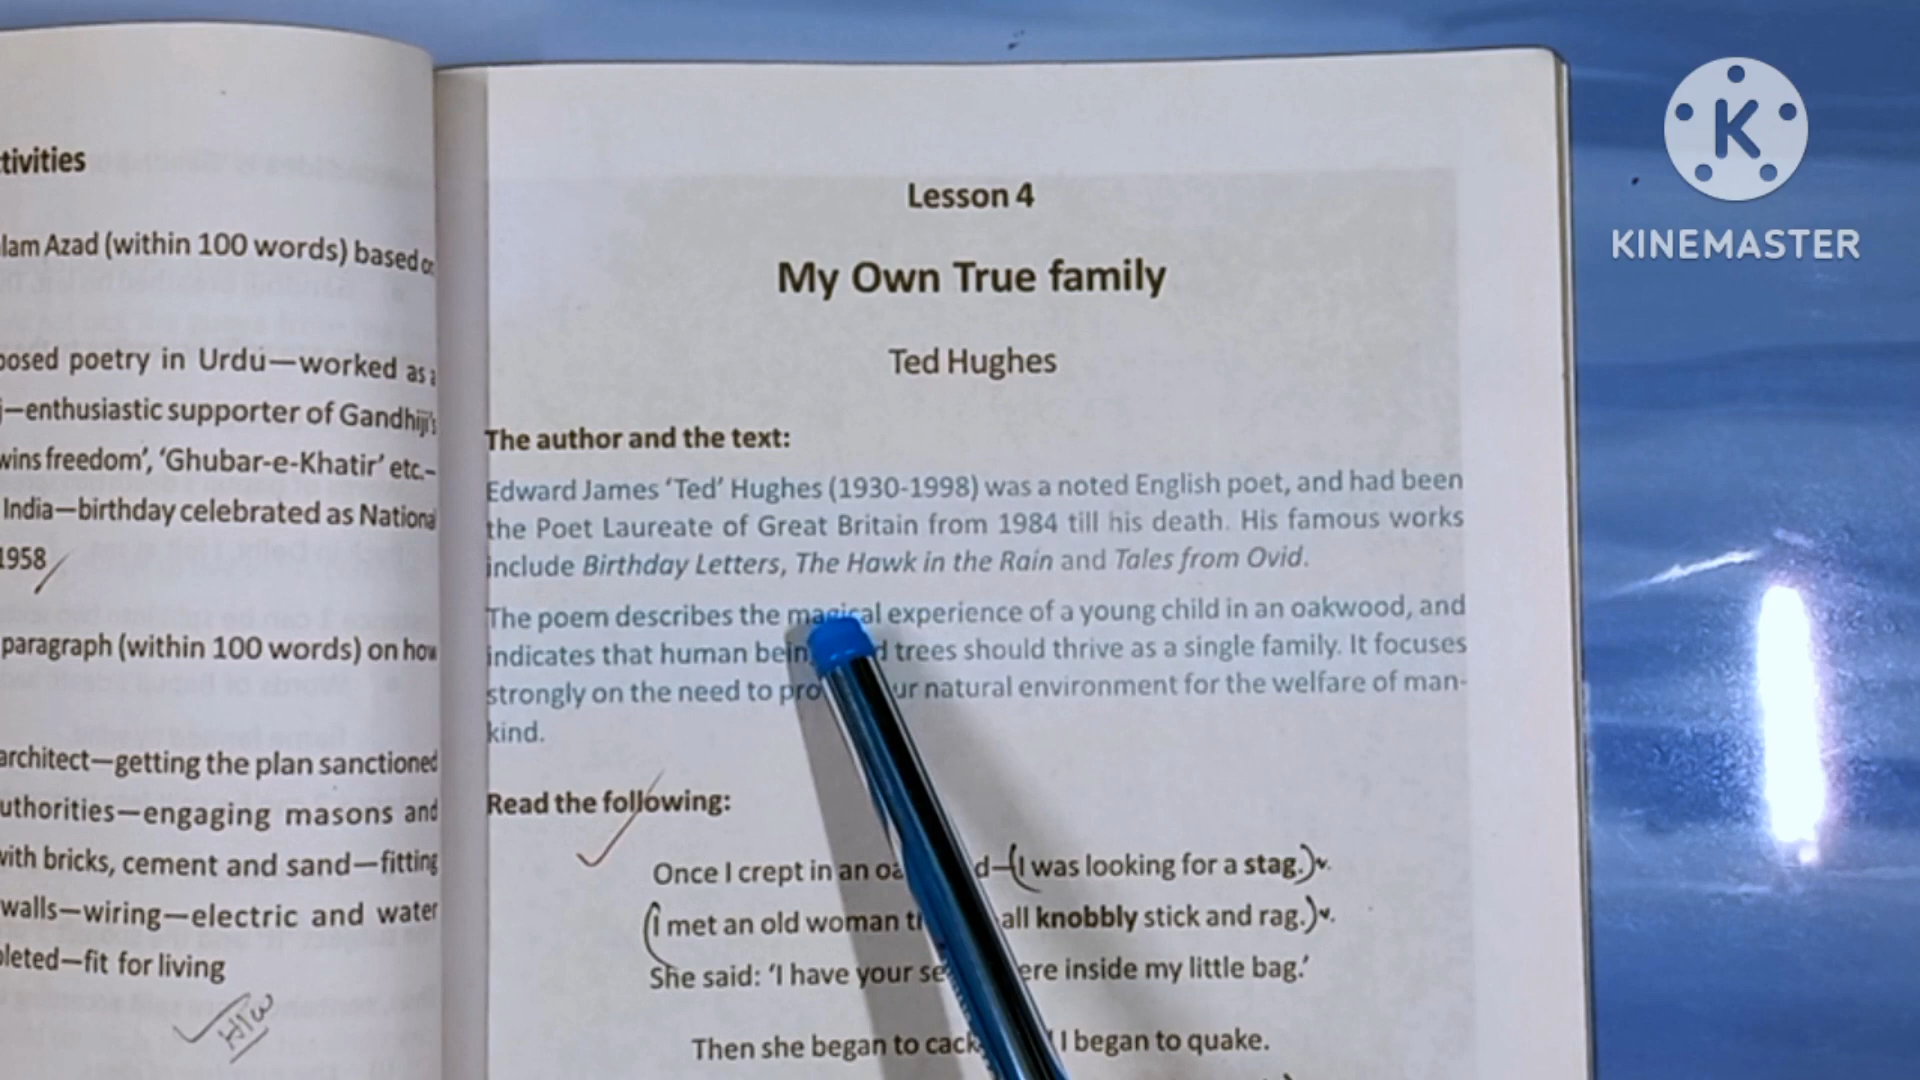 tivities
lam Azad (within 100 words) based
posed poetry in Urdu—worked as a
—enthusiastic supporter of Gandhiji's
wins freedom’, ‘Ghubar-e-Khatir’ etc.–
India—birthday celebrated as National
1958
paragraph (within 100 words) on how
architect—getting the plan sanctioned
uthorities—engaging masons and
with bricks, cement and sand—fitting
walls—wiring—electric and water
pleted—fit for living
Lesson 4
My Own True family
Ted Hughes
The author and the text:
Edward James ‘Ted’ Hughes (1930-1998) was a noted English poet, and had been
the Poet Laureate of Great Britain from 1984 till his death. His famous works
include Birthday Letters, The Hawk in the Rain and Tales from Ovid.
The poem describes the magical experience of a young child in an oakwood, and
indicates that human bein d trees should thrive as a single family. It focuses
strongly on the need to pro ur natural environment for the welfare of man-
kind.
Read the following:
Once I crept in an oa d—(I was looking for a stag.)
(I met an old woman t all knobbly stick and rag.)
She said: ‘I have your se ere inside my little bag.’
Then she began to cack I began to quake.
K
KINEMASTER